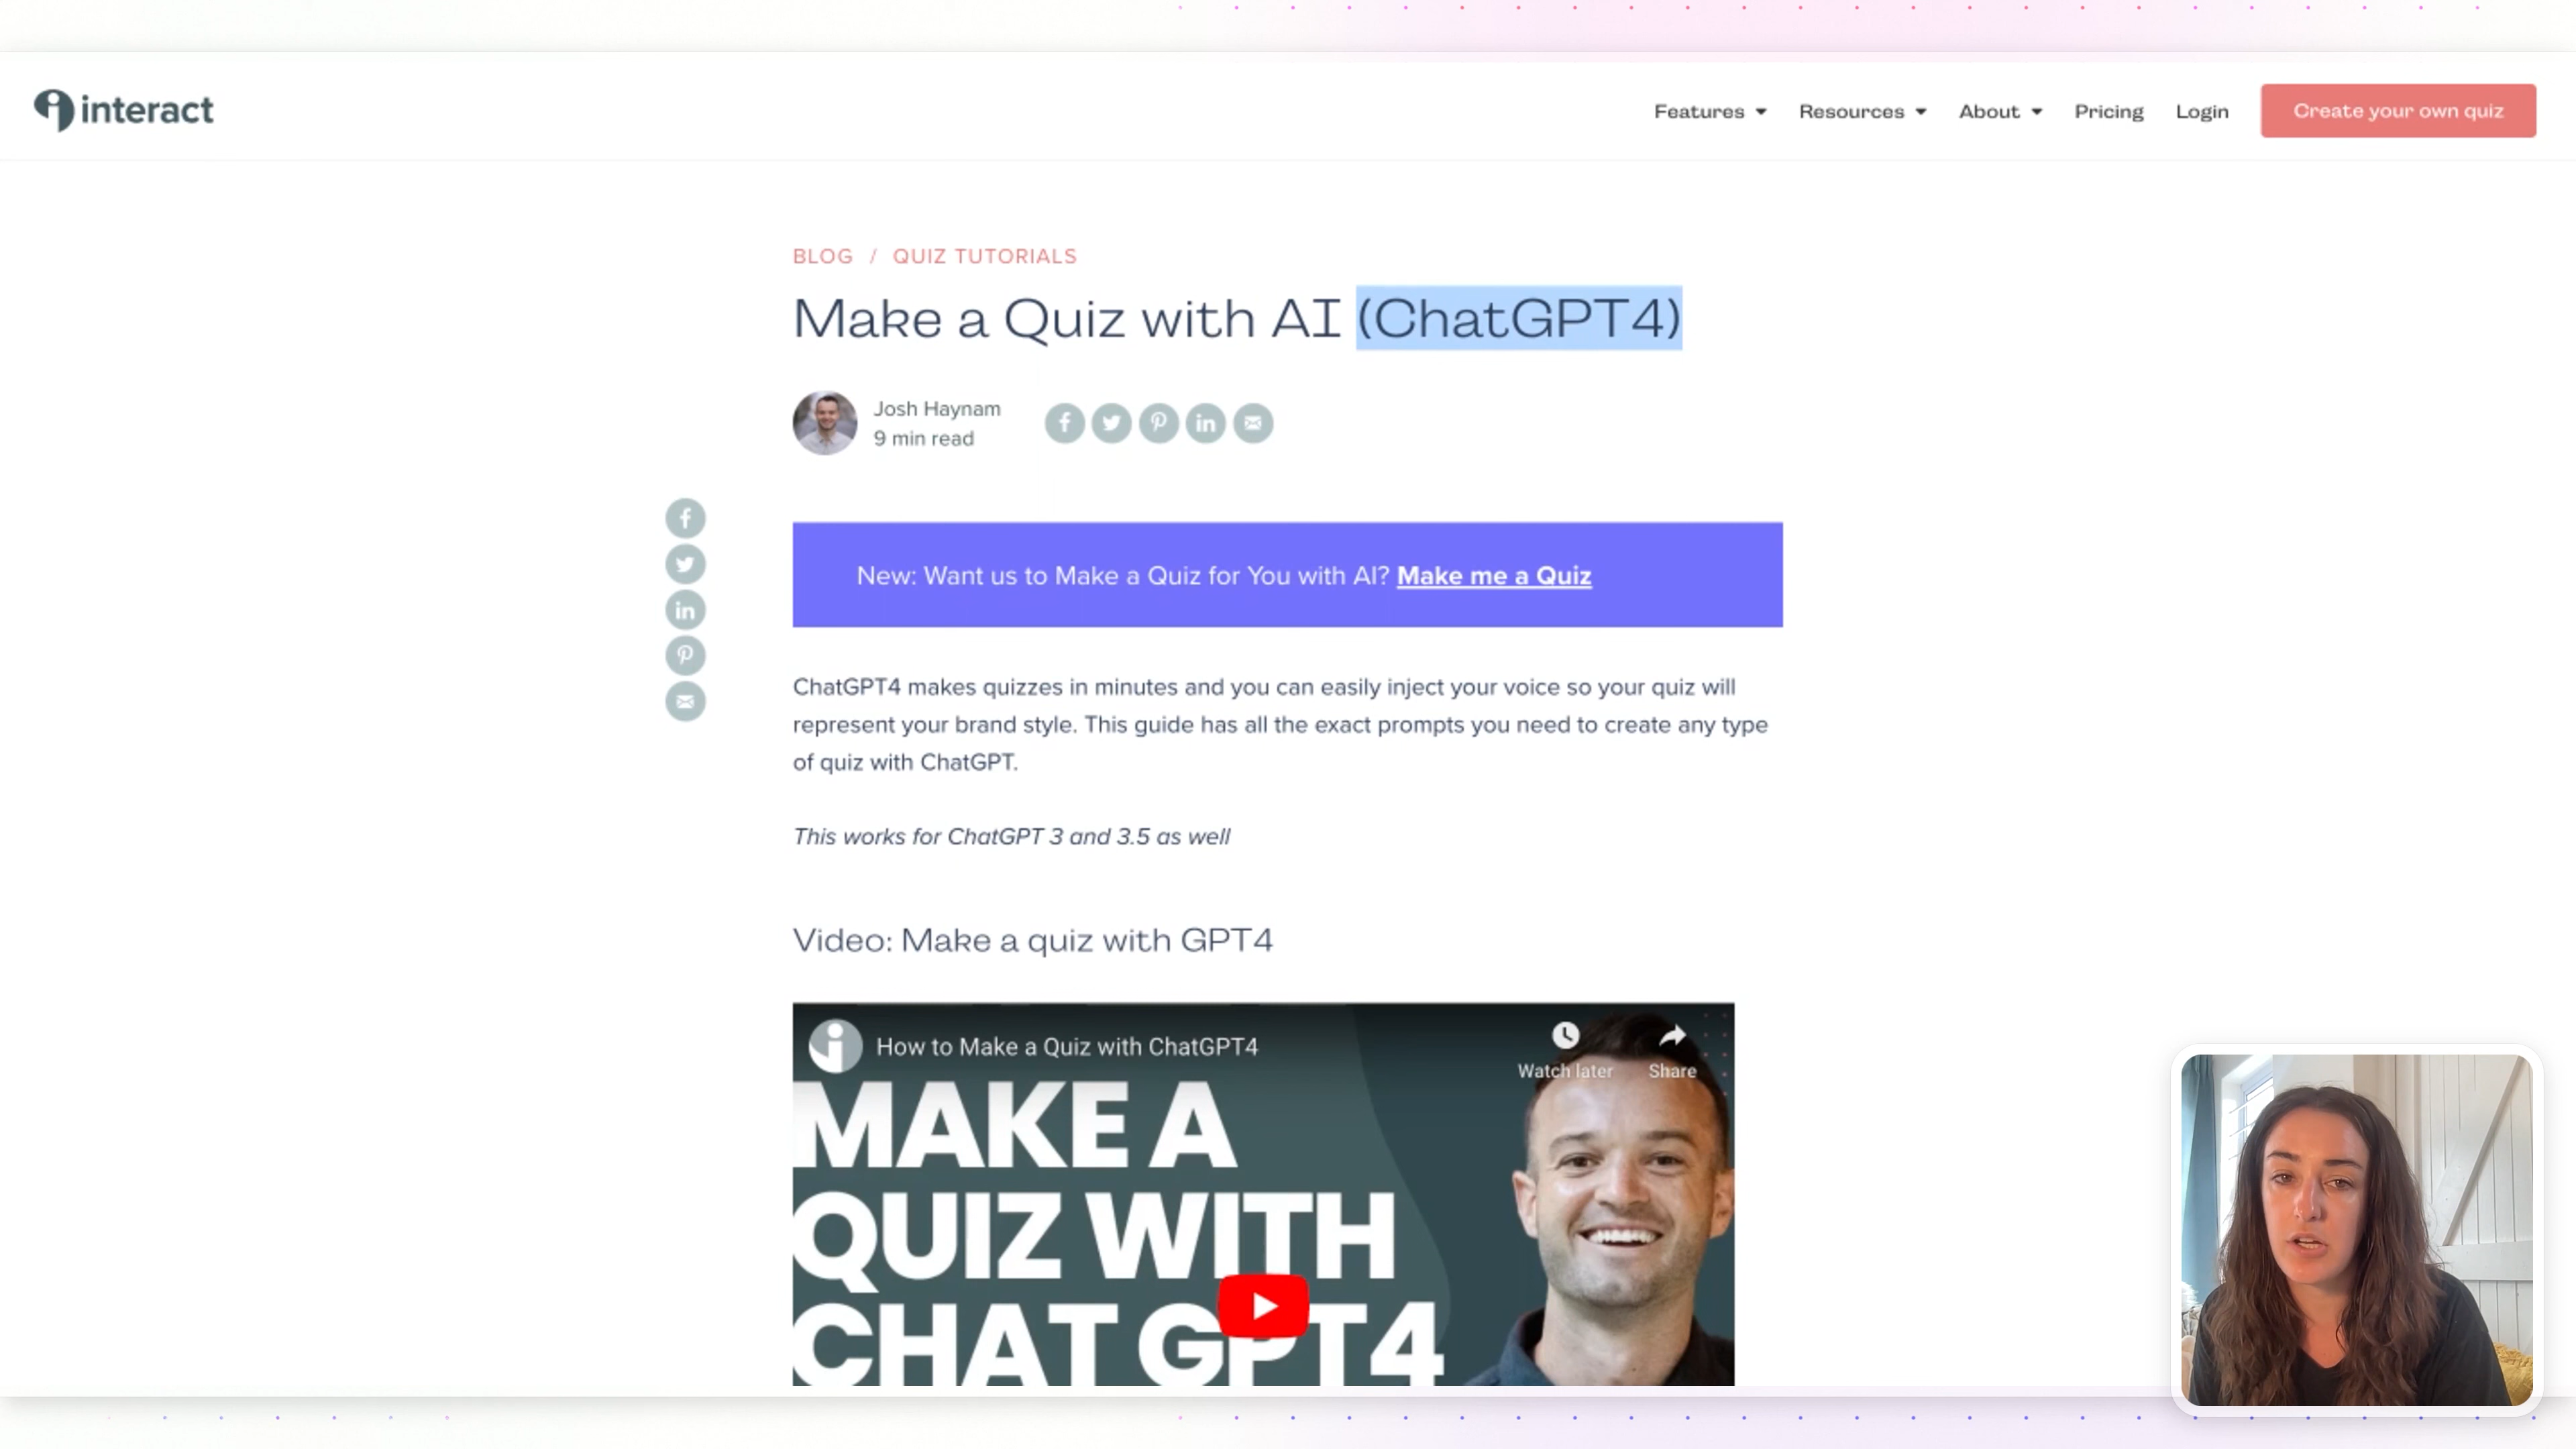 interact
Features
Resources
About
Pricing
Login
Create your own quiz
BLOG / QUIZ TUTORIALS
Make a Quiz with AI (ChatGPT4)
Josh Haynam
9 min read
New: Want us to Make a Quiz for You with AI? Make me a Quiz
ChatGPT4 makes quizzes in minutes and you can easily inject your voice so your quiz will
represent your brand style. This guide has all the exact prompts you need to create any type
of quiz with ChatGPT.
This works for ChatGPT 3 and 3.5 as well
Video: Make a quiz with GPT4
How to Make a Quiz with ChatGPT4
Watch later
Share
MAKE A
QUIZ WITH
CHAT GPT4